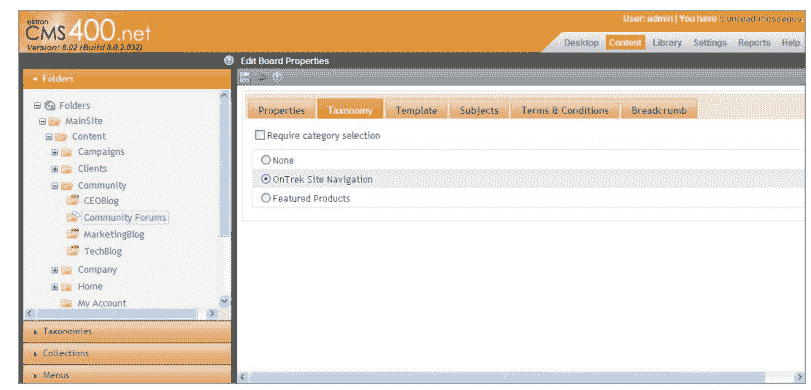 ektron
CMS400.net
Version: 8.02 (Build 8.0.2.032)
User: admin | You have unread messages
Desktop Content Library Settings Reports Help
Edit Board Properties
Folders
Folders
MainSite
Content
Campaigns
Clients
Community
CEOBlog
Community Forums
MarketingBlog
TechBlog
Company
Home
My Account
Taxonomies
Collections
Menus
Properties Taxonomy Template Subjects Terms & Conditions Breadcrumb
Require category selection
None
OnTrek Site Navigation
Featured Products